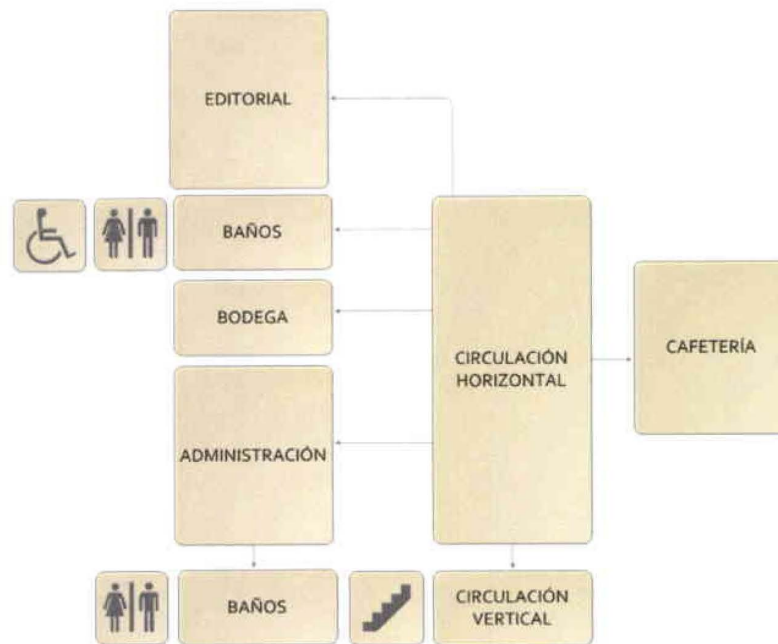 EDITORIAL
BAÑOS
BODEGA
CIRCULACIÓN
HORIZONTAL
CAFETERÍA
ADMINISTRACIÓN
BAÑOS
CIRCULACIÓN
VERTICAL